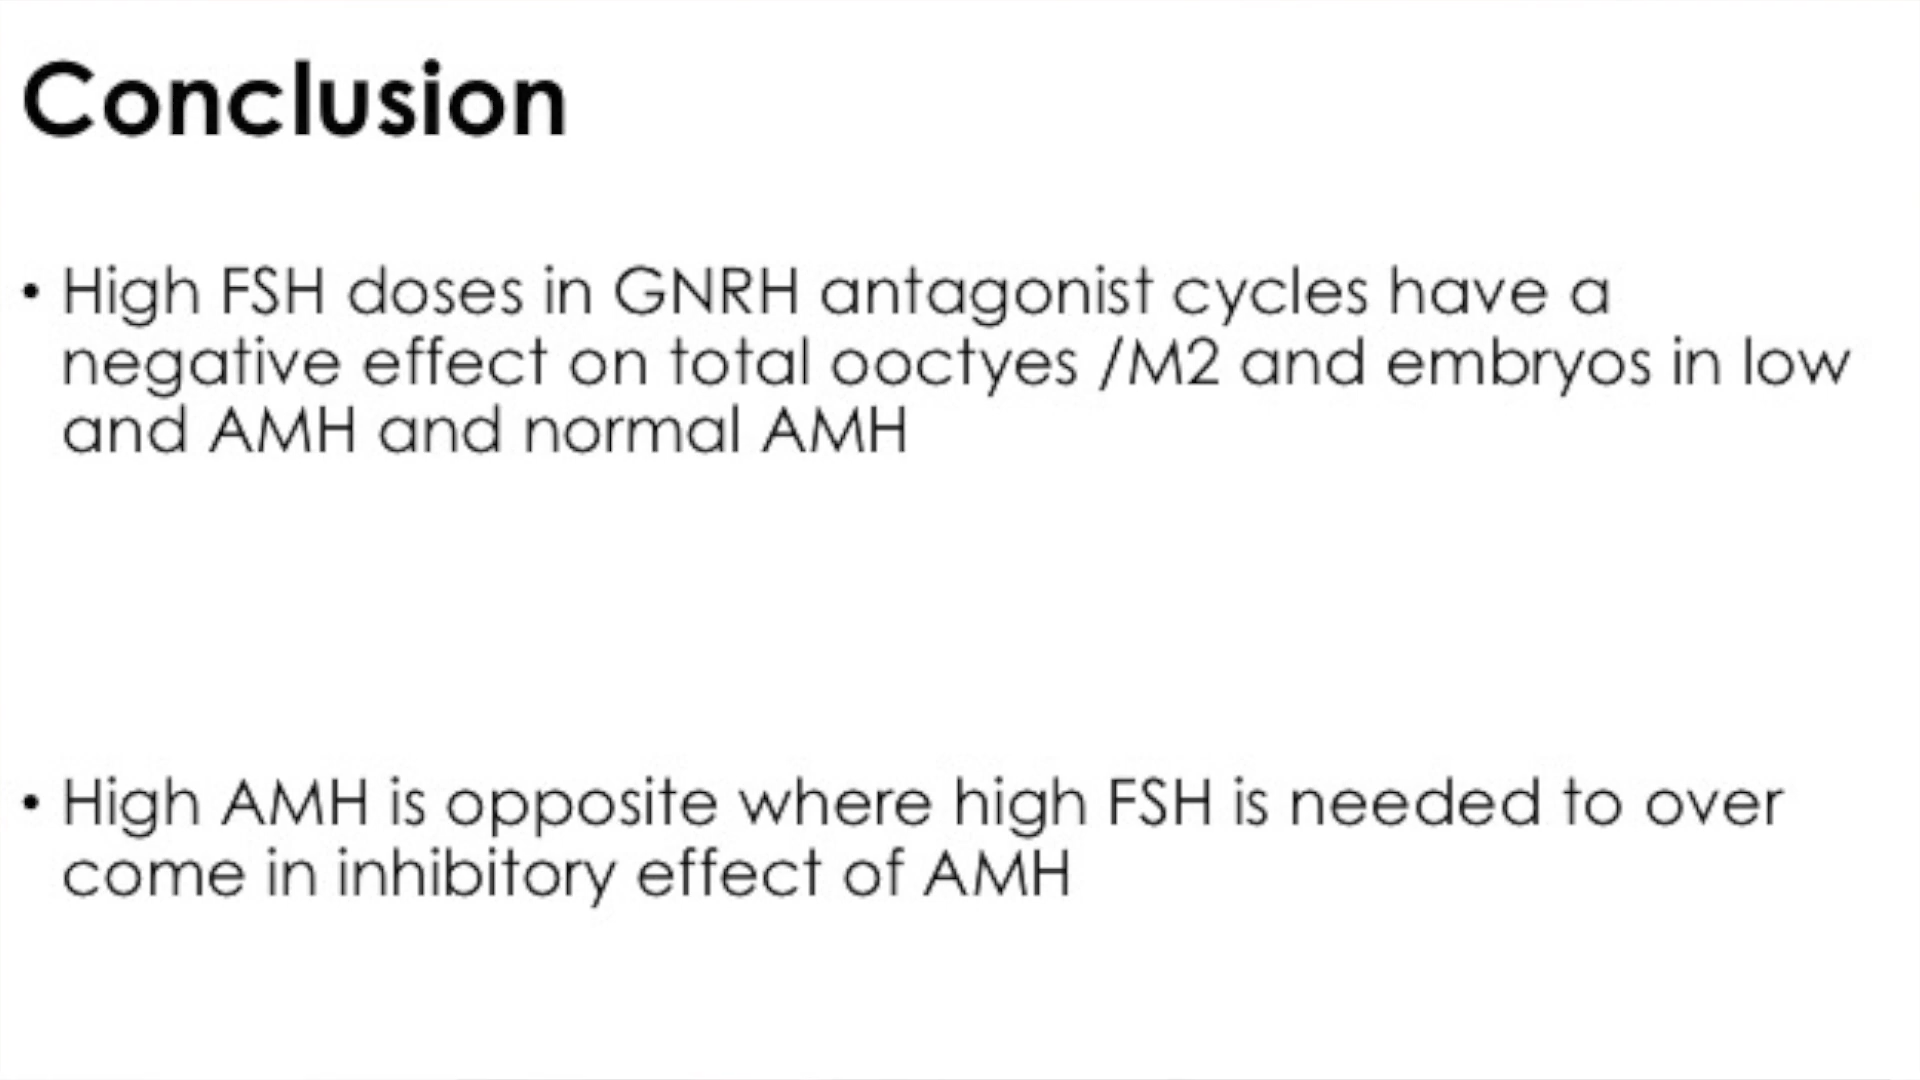 Conclusion
• High FSH doses in GNRH antagonist cycles have a
negative effect on total ooctyes /M2 and embryos in low
and AMH and normal AMH
• High AMH is opposite where high FSH is needed to over
come in inhibitory effect of AMH